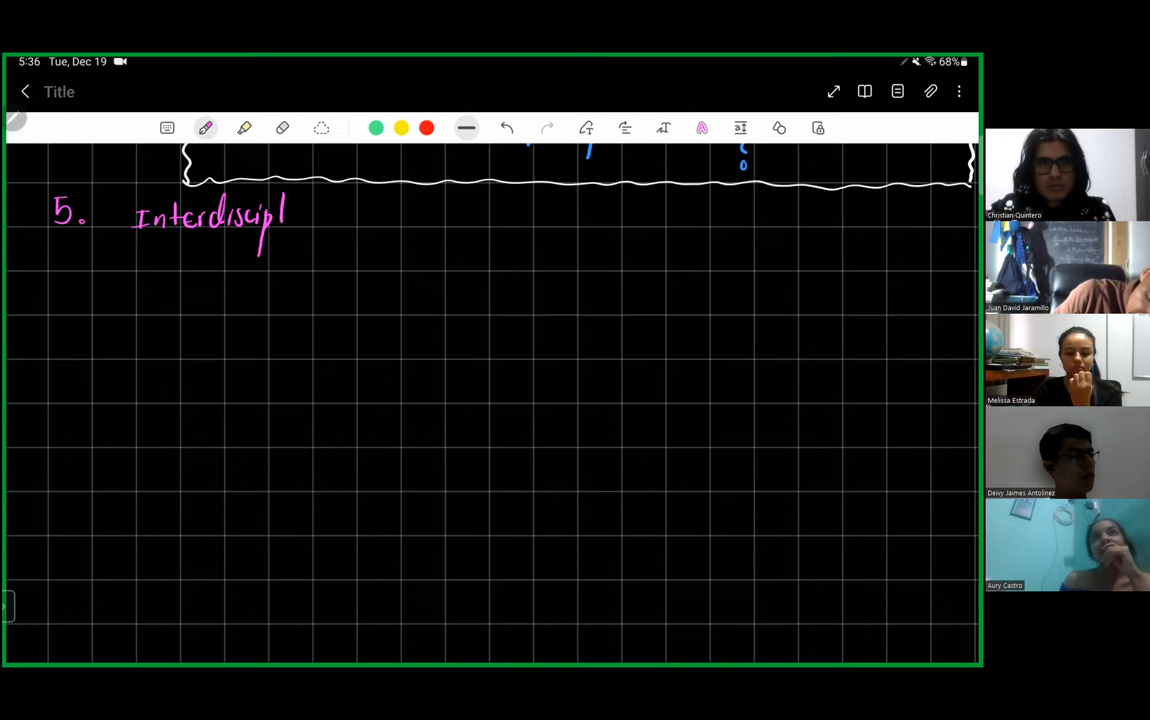 5:36 Tue, Dec 19
68%
Title
5. Interdiscipl
Christian Quintero
Juan David Jaramillo
Melissa Estrada
Deivy Jaimes Antolinez
Aury Castro